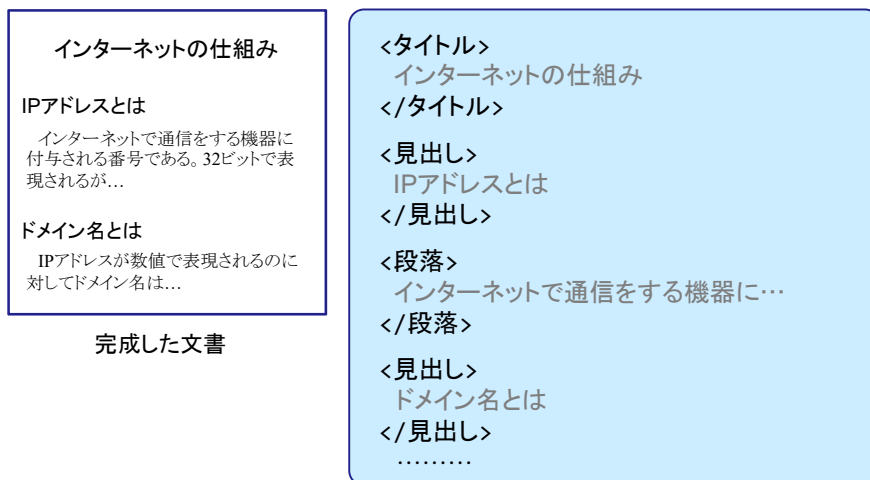 インターネットの仕組み
IPアドレスとは
インターネットで通信をする機器に
付与される番号である。32ビットで表
現されるが…
ドメイン名とは
IPアドレスが数値で表現されるのに
対してドメイン名は…
完成した文書
<タイトル>
インターネットの仕組み
</タイトル>
<見出し>
IPアドレスとは
</見出し>
<段落>
インターネットで通信をする機器に…
</段落>
<見出し>
ドメイン名とは
</見出し>
………